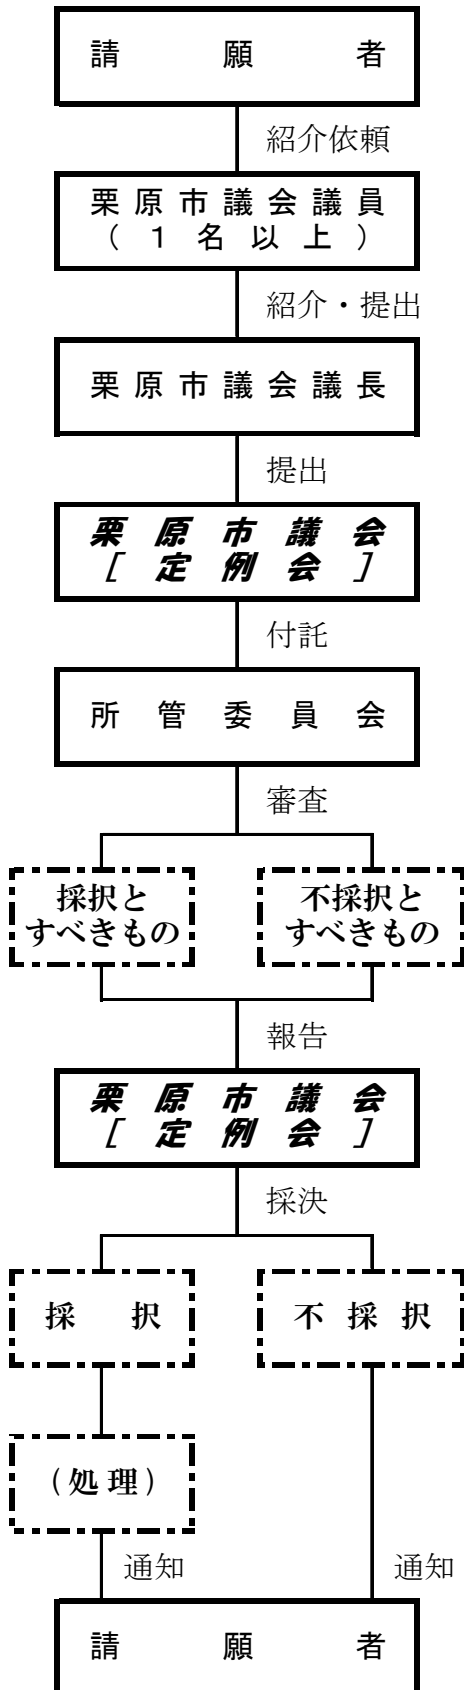 請願者
紹介依頼
栗原市議会議員
(1名以上)
紹介・提出
栗原市議会議長
提出
栗原市議会
[定例会]
付託
所管委員会
審査
採択と
すべきもの
不採択と
すべきもの
報告
栗原市議会
[定例会]
採決
採択
不採択
(処理)
通知
通知
請願者